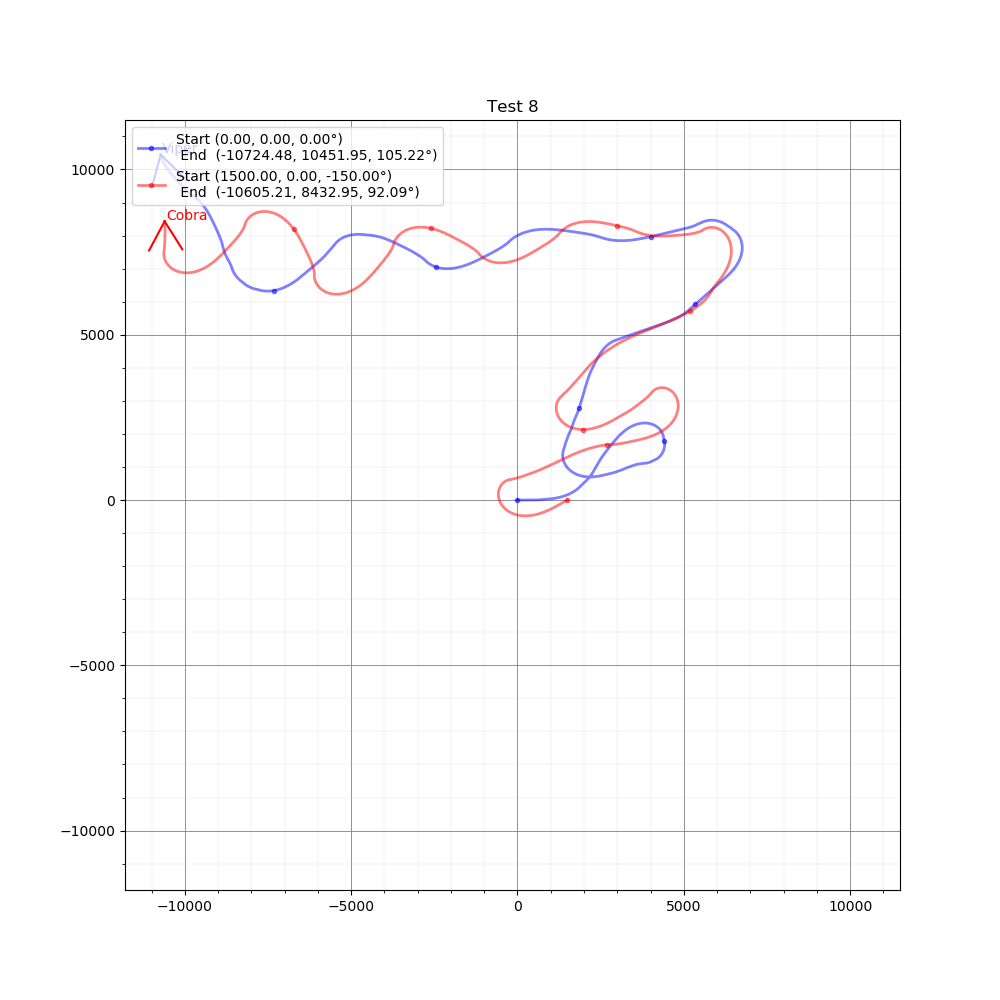 Test 8
Start (0.00, 0.00, 0.00°)
End (-10724.48, 10451.95, 105.22°)
Start (1500.00, 0.00, -150.00°)
End (-10605.21, 8432.95, 92.09°)
Viper
Cobra
10000
5000
0
−5000
−10000
−10000 −5000 0 5000 10000